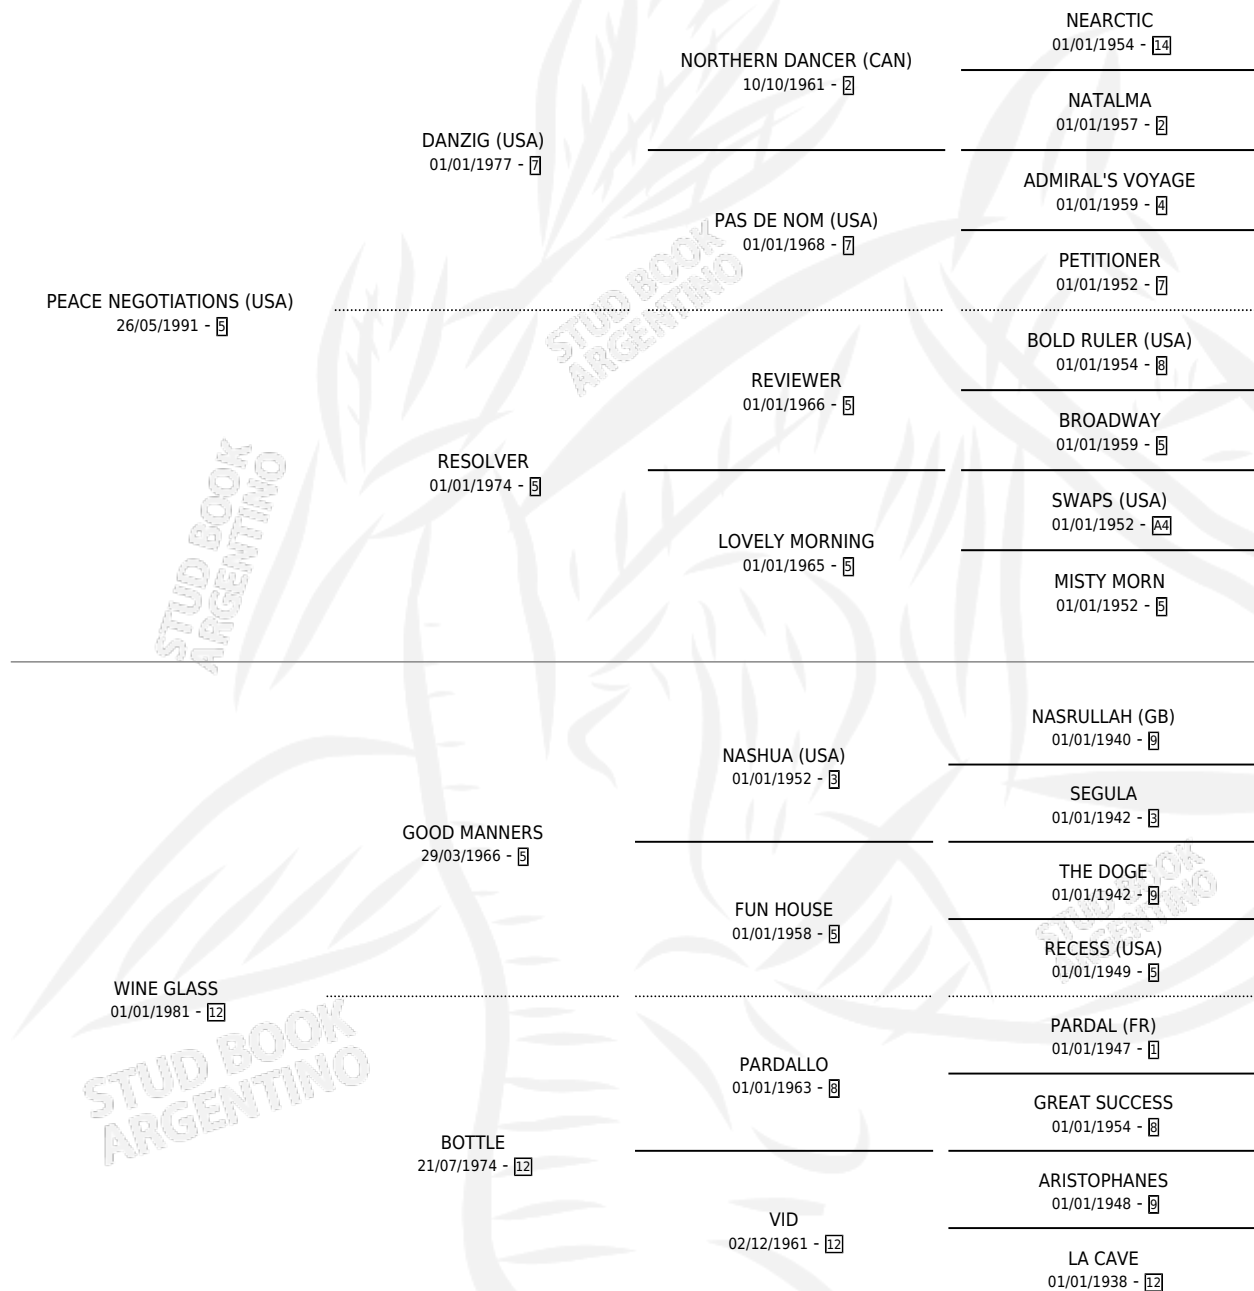 NEARCTIC
01/01/1954 - 14
NORTHERN DANCER (CAN)
10/10/1961 - 2
NATALMA
01/01/1957 - 2
DANZIG (USA)
01/01/1977 - 7
ADMIRAL'S VOYAGE
01/01/1959 - 4
PAS DE NOM (USA)
01/01/1968 - 7
PETITIONER
01/01/1952 - 7
PEACE NEGOTIATIONS (USA)
26/05/1991 - 5
BOLD RULER (USA)
01/01/1954 - 8
REVIEWER
01/01/1966 - 5
BROADWAY
01/01/1959 - 5
RESOLVER
01/01/1974 - 5
SWAPS (USA)
01/01/1952 - A4
LOVELY MORNING
01/01/1965 - 5
MISTY MORN
01/01/1952 - 5
NASRULLAH (GB)
01/01/1940 - 9
NASHUA (USA)
01/01/1952 - 3
SEGULA
01/01/1942 - 3
GOOD MANNERS
29/03/1966 - 5
THE DOGE
01/01/1942 - 9
FUN HOUSE
01/01/1958 - 5
RECESS (USA)
01/01/1949 - 5
WINE GLASS
01/01/1981 - 12
PARDAL (FR)
01/01/1947 - 1
PARDALLO
01/01/1963 - 8
GREAT SUCCESS
01/01/1954 - 8
BOTTLE
21/07/1974 - 12
ARISTOPHANES
01/01/1948 - 9
VID
02/12/1961 - 12
LA CAVE
01/01/1938 - 12
STUD BOOK
ARGENTINO
STUD BOOK
ARGENTINO
STUD BOOK
ARGENTINO
STUD BOOK
ARGENTINO